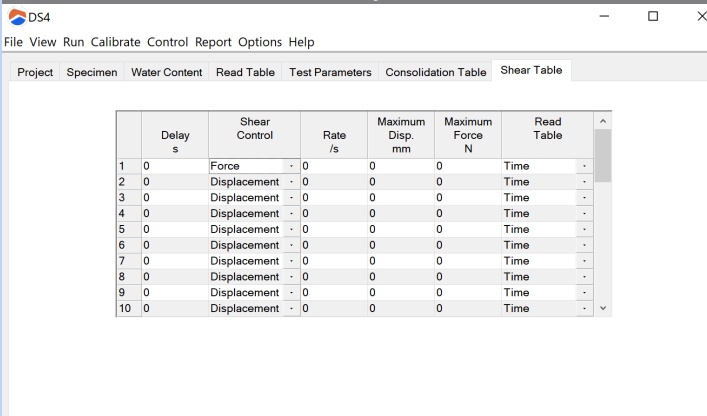 DS4
File View Run Calibrate Control Report Options Help
Project Specimen Water Content Read Table Test Parameters Consolidation Table Shear Table
Delay s Shear Control Rate /s Maximum Disp. mm Maximum Force N Read Table
1 0 Force 0 0 0 Time
2 0 Displacement 0 0 0 Time
3 0 Displacement 0 0 0 Time
4 0 Displacement 0 0 0 Time
5 0 Displacement 0 0 0 Time
6 0 Displacement 0 0 0 Time
7 0 Displacement 0 0 0 Time
8 0 Displacement 0 0 0 Time
9 0 Displacement 0 0 0 Time
10 0 Displacement 0 0 0 Time